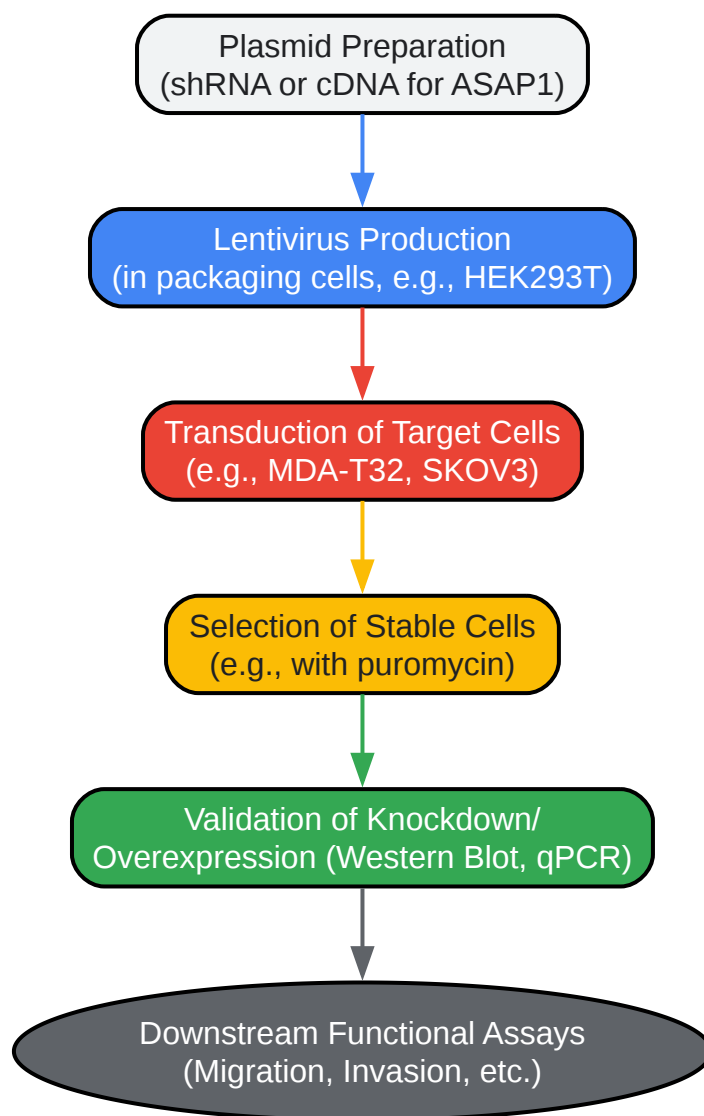 Plasmid Preparation
(shRNA or cDNA for ASAP1)
Lentivirus Production
(in packaging cells, e.g., HEK293T)
Transduction of Target Cells
(e.g., MDA-T32, SKOV3)
Selection of Stable Cells
(e.g., with puromycin)
Validation of Knockdown/
Overexpression (Western Blot, qPCR)
Downstream Functional Assays
(Migration, Invasion, etc.)